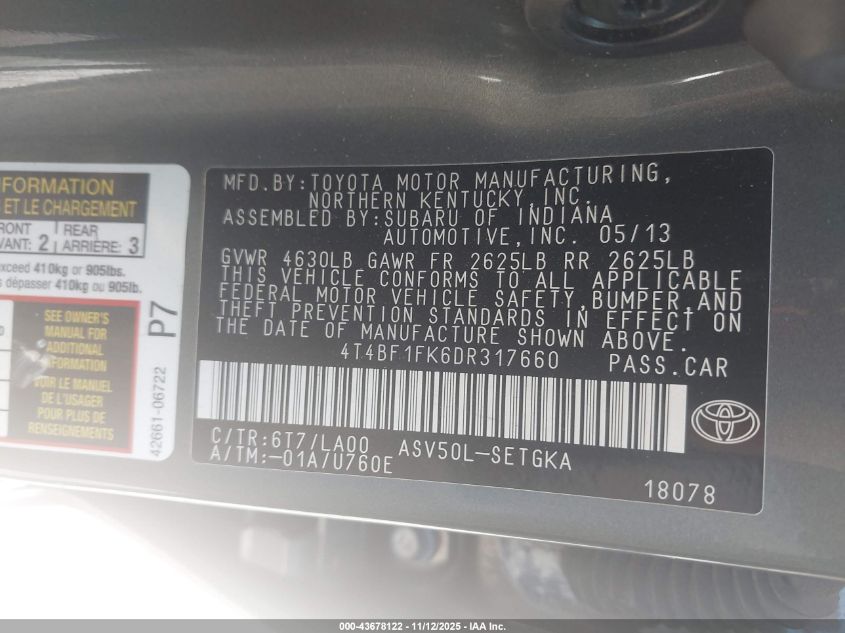 FORMATION
ET LE CHARGEMENT
FRONT
VANT: 2
REAR
ARRIÈRE: 3
exceed 410kg or 905lbs.
s dépasser 410kg ou 905lb.
SEE OWNER'S
MANUAL FOR
ADDITIONAL
INFORMATION
VOIR LE MANUEL
DE L'USAGER
POUR PLUS DE
RENSEIGNEMENTS
P7
42661-06722
MFD.BY:TOYOTA MOTOR MANUFACTURING,
NORTHERN KENTUCKY,INC.
ASSEMBLED BY:SUBARU OF INDIANA
AUTOMOTIVE,INC. 05/13
GVWR 4630LB GAWR FR 2625LB RR 2625LB
THIS VEHICLE CONFORMS TO ALL APPLICABLE
FEDERAL MOTOR VEHICLE SAFETY,BUMPER,AND
THEFT PREVENTION STANDARDS IN EFFECT ON
THE DATE OF MANUFACTURE SHOWN ABOVE.
4T4BF1FK6DR317660 PASS.CAR
C/TR:6T7/LA00 ASV50L-SETGKA
A/TM:-01A/U760E
TOYOTA
18078
000-43678122 - 11/12/2025 - IAA Inc.